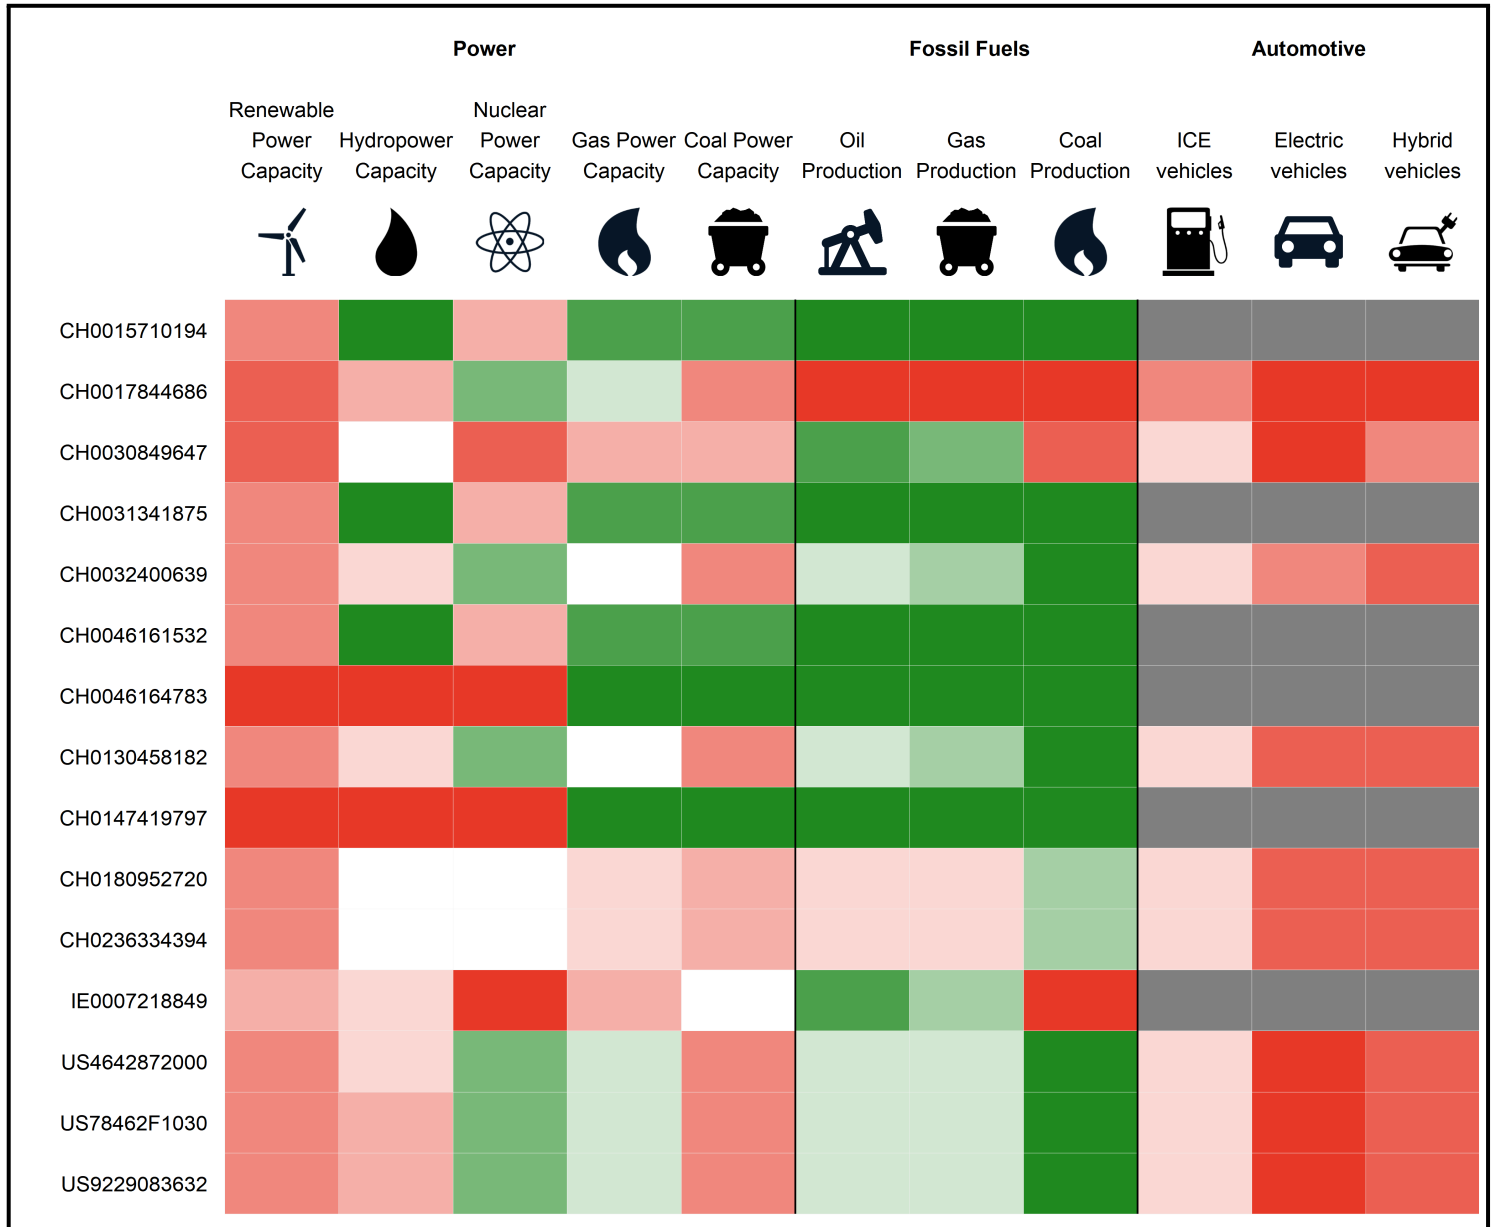 Power
Fossil Fuels
Automotive
Renewable Power Capacity
Hydropower Capacity
Nuclear Power Capacity
Gas Power Capacity
Coal Power Capacity
Oil Production
Gas Production
Coal Production
ICE vehicles
Electric vehicles
Hybrid vehicles
CH0015710194
CH0017844686
CH0030849647
CH0031341875
CH0032400639
CH0046161532
CH0046164783
CH0130458182
CH0147419797
CH0180952720
CH0236334394
IE0007218849
US4642872000
US78462F1030
US9229083632